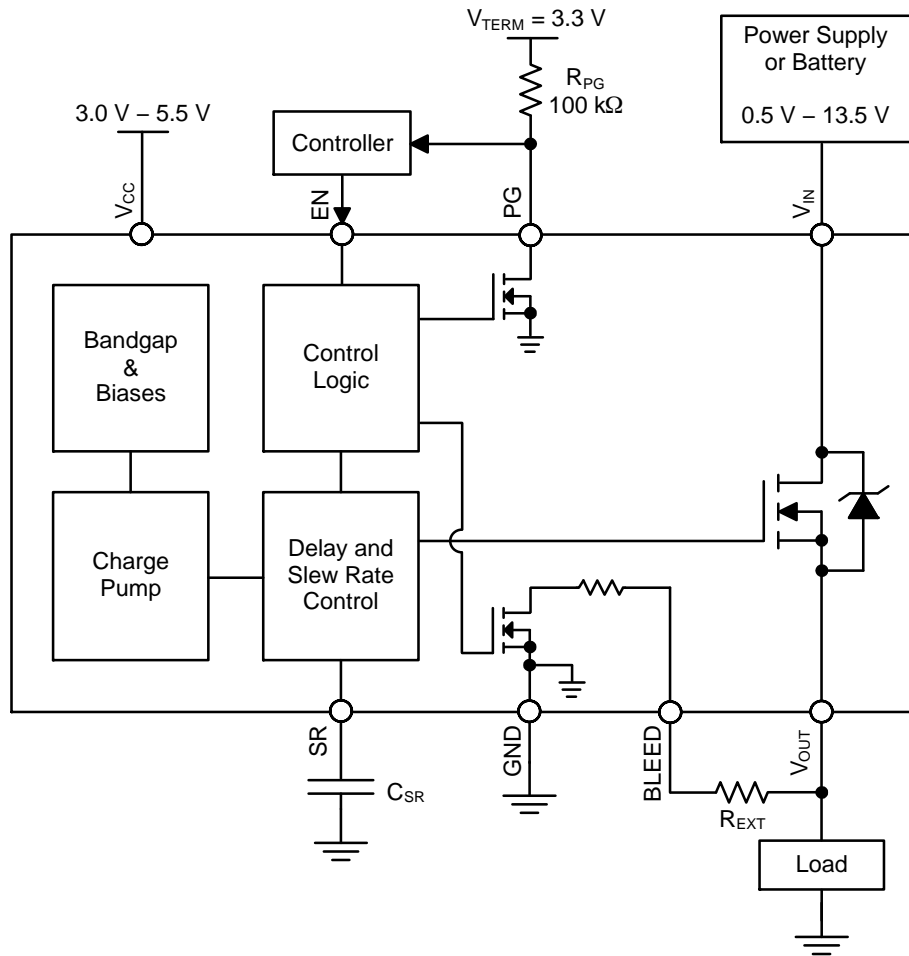 V_TERM = 3.3 V
R_PG
100 kΩ
Power Supply
or Battery
0.5 V – 13.5 V
3.0 V – 5.5 V
Controller
V_CC
EN
PG
V_IN
Bandgap
&
Biases
Control
Logic
Charge
Pump
Delay and
Slew Rate
Control
SR
GND
BLEED
V_OUT
C_SR
R_EXT
Load